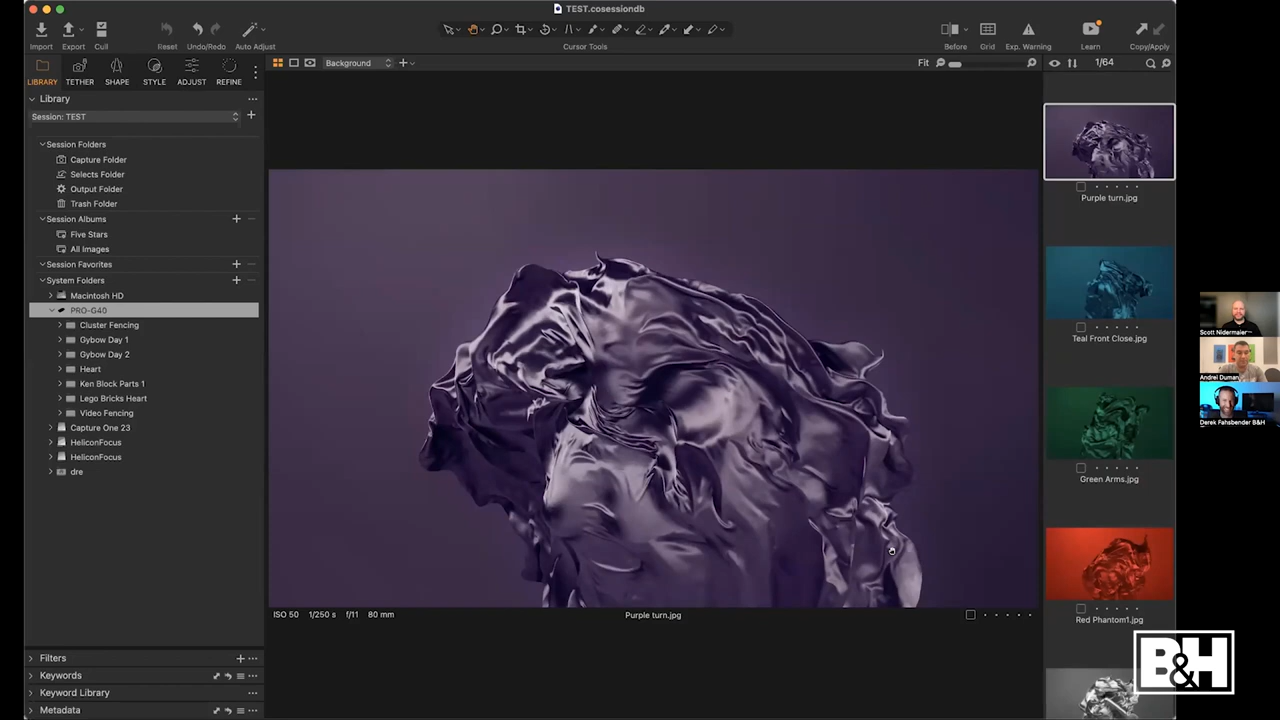 TEST.cosessiondb
Import Export Cull Reset Undo/Redo Auto Adjust Cursor Tools Before Grid Exp. Warning Learn Copy/Apply
LIBRARY TETHER SHAPE STYLE ADJUST REFINE
Background
Fit
1/64
Library
Session: TEST
Session Folders
Capture Folder
Selects Folder
Output Folder
Trash Folder
Session Albums
Five Stars
All Images
Session Favorites
System Folders
Macintosh HD
PRO-G40
Cluster Fencing
Gybow Day 1
Gybow Day 2
Heart
Ken Block Parts 1
Lego Bricks Heart
Video Fencing
Capture One 23
HeliconFocus
HeliconFocus
dre
Filters
Keywords
Keyword Library
Metadata
ISO 50 1/250 s f/11 80 mm
Purple turn.jpg
Purple turn.jpg
Teal Front Close.jpg
Green Arms.jpg
Red Phantom1.jpg
Scott Nidermaier
Andrei Duman
Derek Fahsbender B&H
B&H